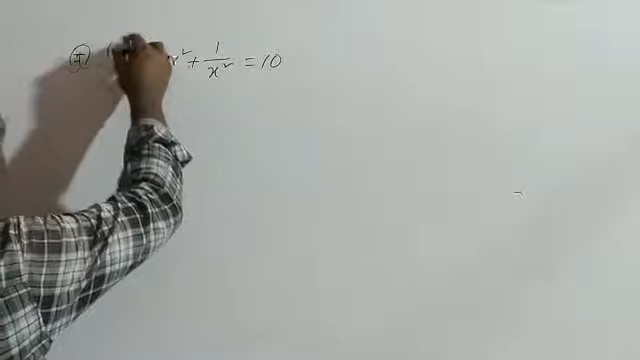 x² + 1/x² = 10